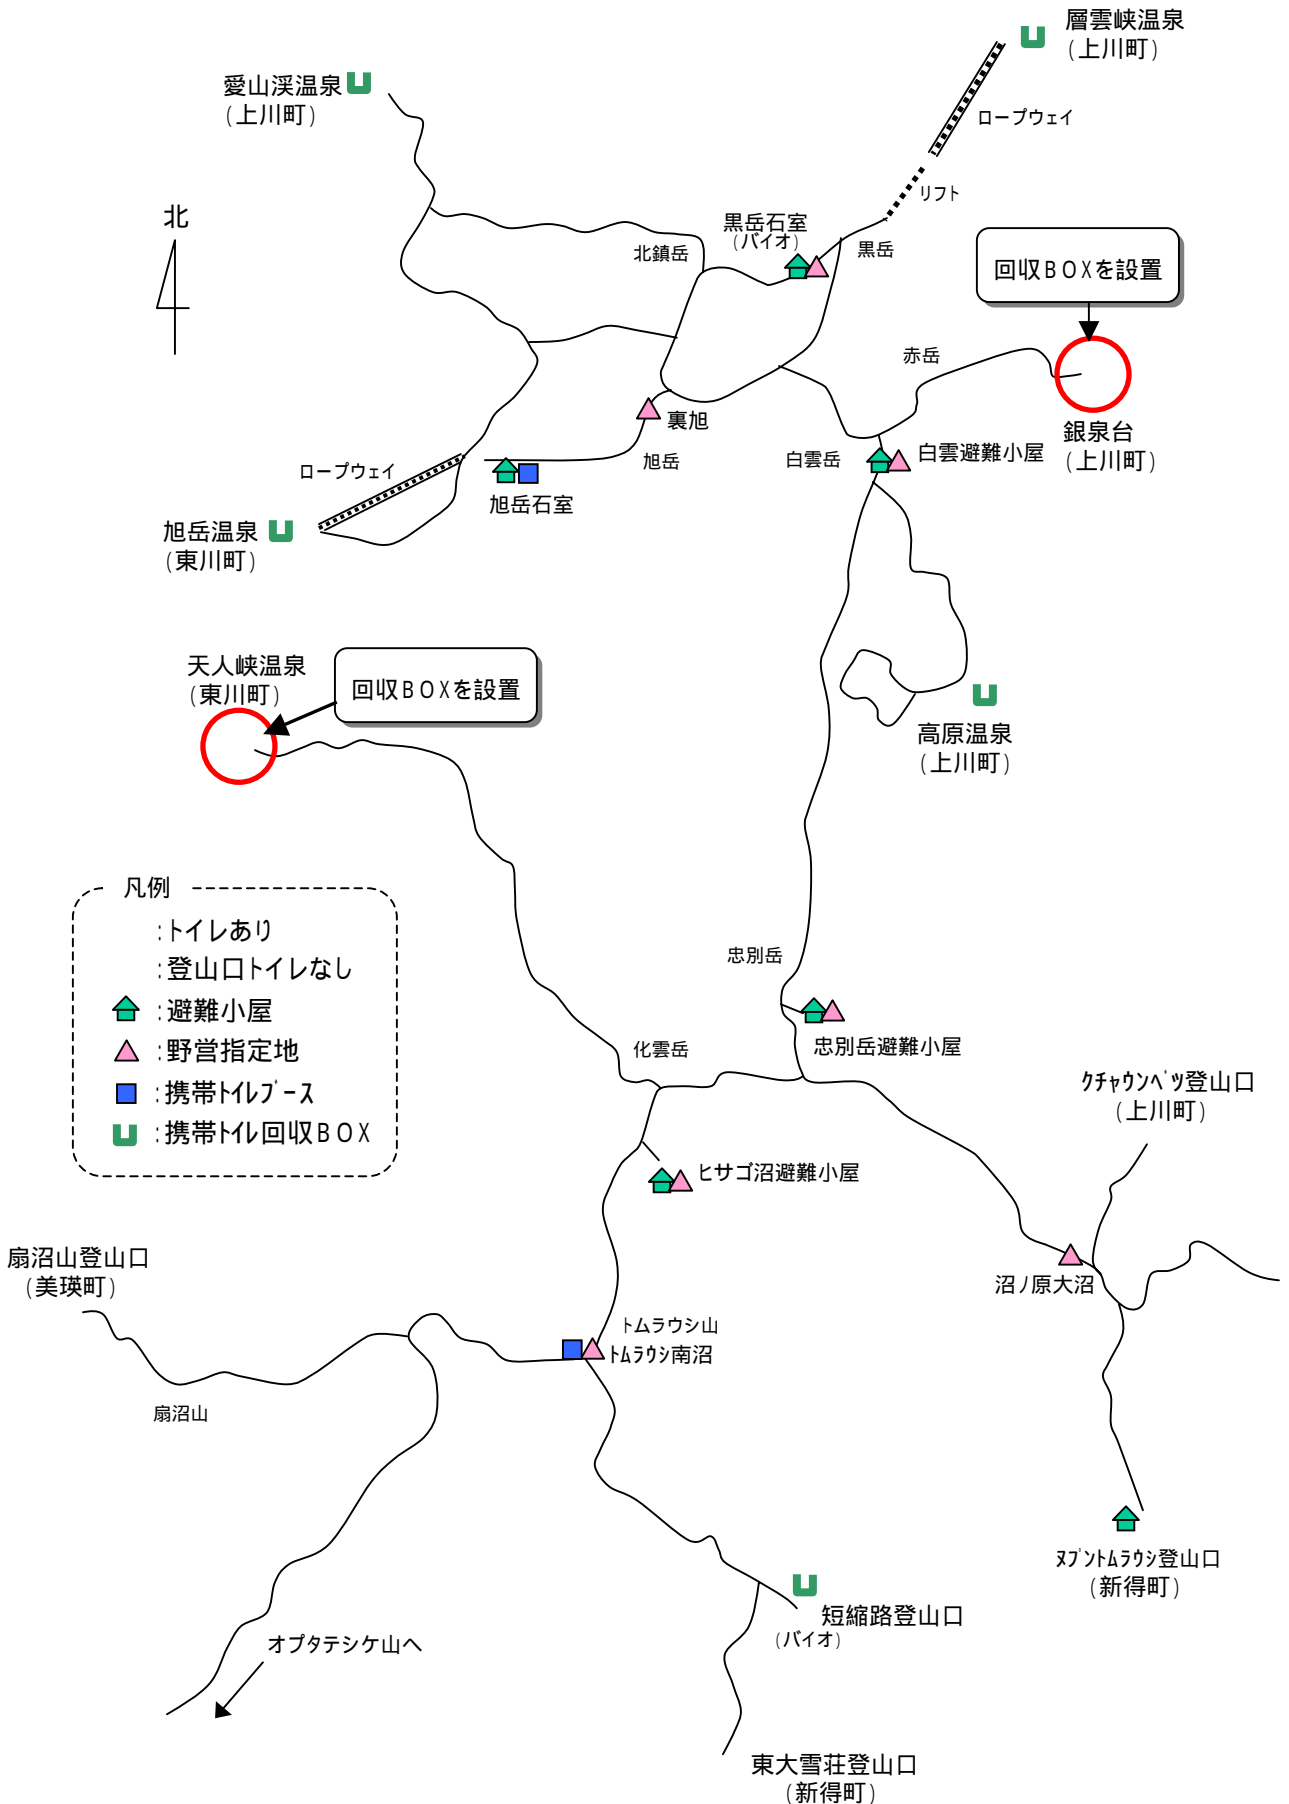 層雲峡温泉
(上川町)
愛山渓温泉
(上川町)
ロープウェイ
リフト
北
黒岳石室
(バイオ)
黒岳
北鎮岳
回収BOXを設置
赤岳
裏旭
旭岳
白雲岳
白雲避難小屋
銀泉台
(上川町)
ロープウェイ
旭岳石室
旭岳温泉
(東川町)
天人峡温泉
(東川町)
回収BOXを設置
高原温泉
(上川町)
凡例
:トイレあり
:登山口トイレなし
:避難小屋
:野営指定地
:携帯トイレブース
:携帯トイレ回収BOX
忠別岳
忠別岳避難小屋
化雲岳
クチャウンベツ登山口
(上川町)
ヒサゴ沼避難小屋
扇沼山登山口
(美瑛町)
沼ノ原大沼
トムラウシ山
トムラウシ南沼
扇沼山
ヌプントムラウシ登山口
(新得町)
短縮路登山口
(バイオ)
オプタテシケ山へ
東大雪荘登山口
(新得町)